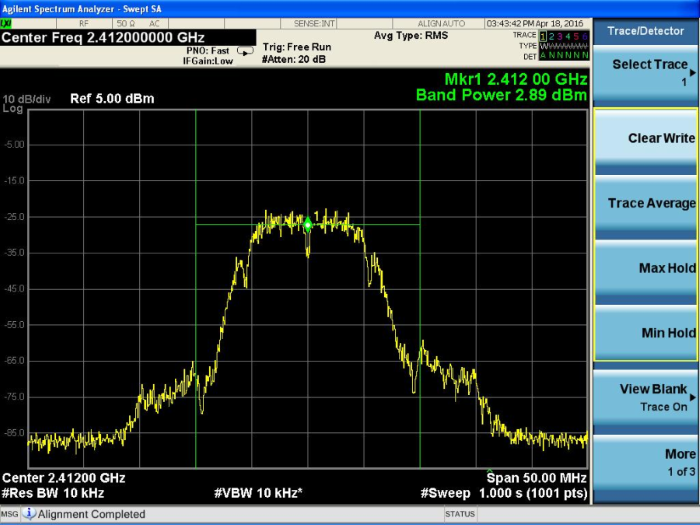 Agilent Spectrum Analyzer - Swept SA
LXI
RF
50 Ω
AC
SENSE:INT
ALIGN AUTO
03:43:42 PM Apr 18, 2016
Center Freq 2.412000000 GHz
PNO: Fast
IFGain:Low
Trig: Free Run
#Atten: 20 dB
Avg Type: RMS
TRACE 1 2 3 4 5 6
TYPE
DET A N N N N N
Mkr1 2.412 00 GHz
Band Power 2.89 dBm
10 dB/div
Ref 5.00 dBm
Log
-5.00
-15.0
-25.0
-35.0
-45.0
-55.0
-65.0
-75.0
-85.0
1
Center 2.41200 GHz
Span 50.00 MHz
#Res BW 10 kHz
#VBW 10 kHz*
#Sweep 1.000 s (1001 pts)
MSG
Alignment Completed
STATUS
Trace/Detector
Select Trace
1
Clear Write
Trace Average
Max Hold
Min Hold
View Blank
Trace On
More
1 of 3